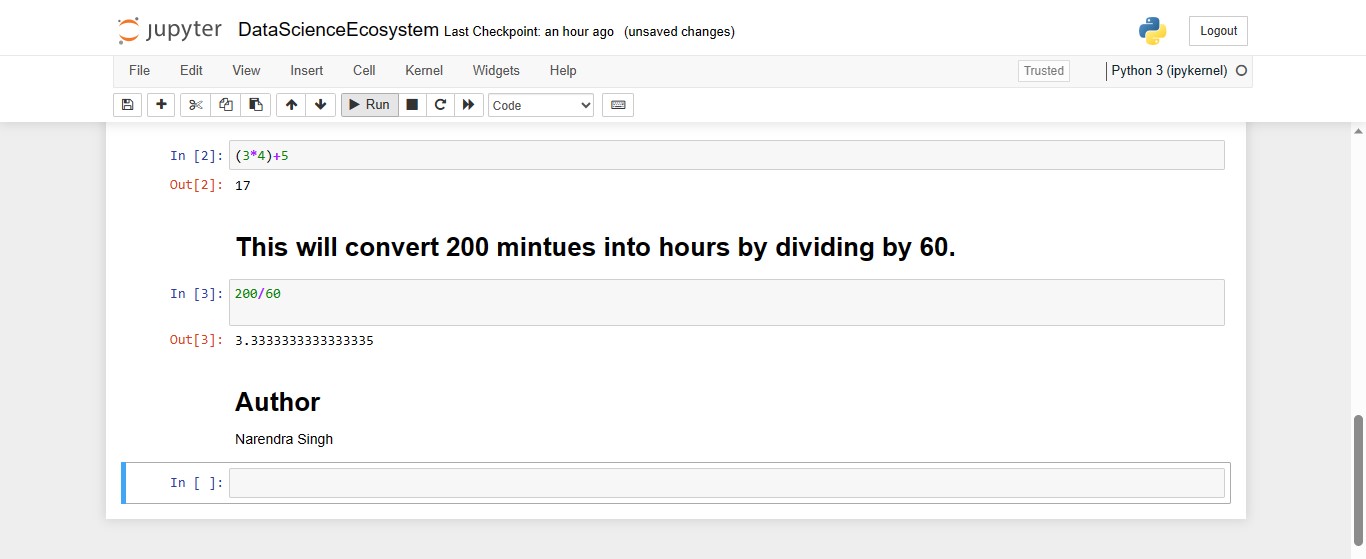 jupyter DataScienceEcosystem Last Checkpoint: an hour ago (unsaved changes) Logout
File Edit View Insert Cell Kernel Widgets Help Trusted Python 3 (ipykernel)
Run Code
In [2]: (3*4)+5
Out[2]: 17
This will convert 200 mintues into hours by dividing by 60.
In [3]: 200/60
Out[3]: 3.3333333333333335
Author
Narendra Singh
In [ ]: